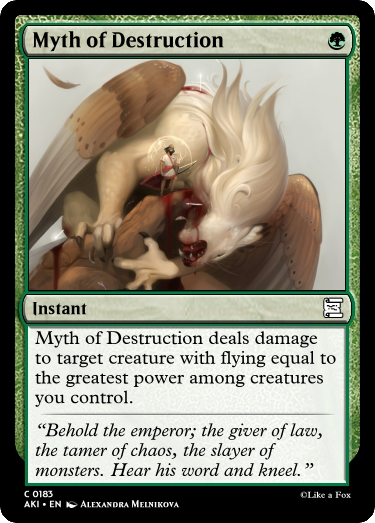 Myth of Destruction
Instant
Myth of Destruction deals damage
to target creature with flying equal to
the greatest power among creatures
you control.
“Behold the emperor; the giver of law,
the tamer of chaos, the slayer of
monsters. Hear his word and kneel.”
C 0183
AKI • EN Alexandra Melnikova
©Like a Fox